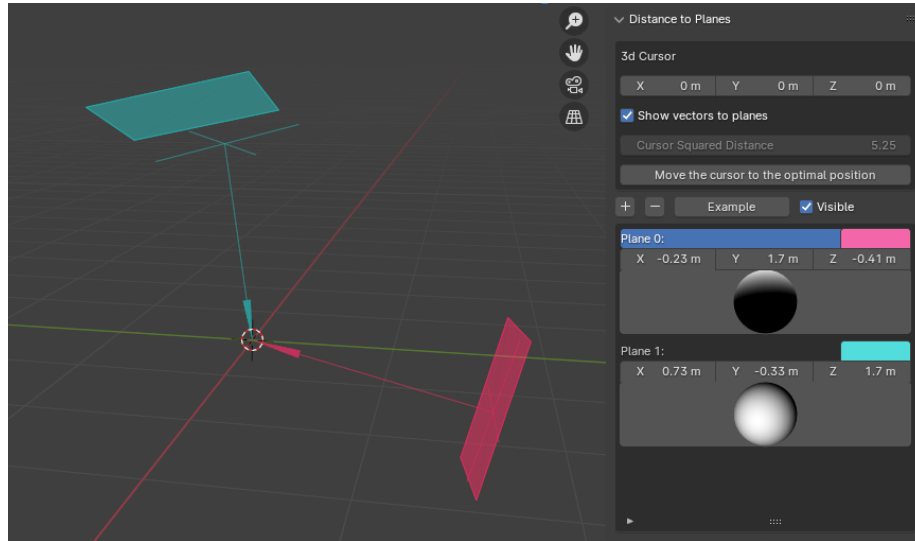 Distance to Planes
3d Cursor
X 0 m Y 0 m Z 0 m
Show vectors to planes
Cursor Squared Distance 5.25
Move the cursor to the optimal position
+ − Example Visible
Plane 0:
X -0.23 m Y 1.7 m Z -0.41 m
Plane 1:
X 0.73 m Y -0.33 m Z 1.7 m